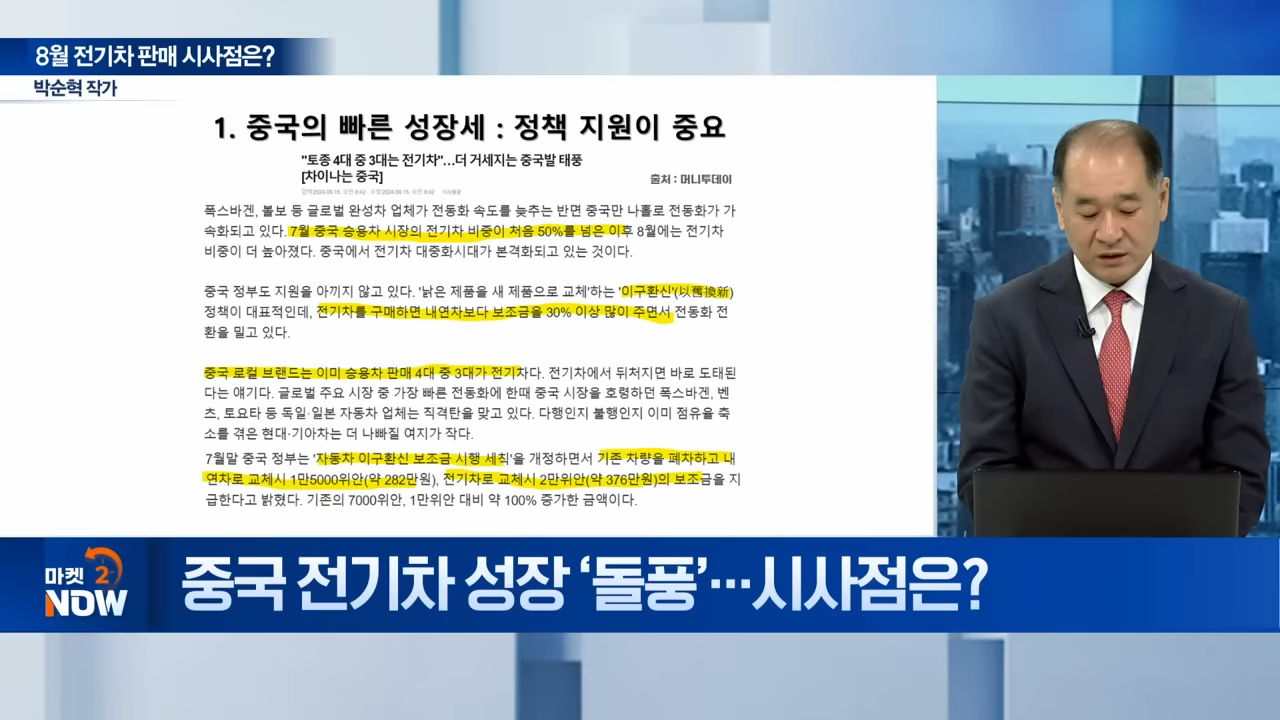 8월 전기차 판매 시사점은?
박순혁 작가
1. 중국의 빠른 성장세 : 정책 지원이 중요
"토종 4대 중 3대는 전기차"…더 거세지는 중국발 태풍
[차이나는 중국]
출처 : 머니투데이
입력 2024.09.15. 오전 6:42 · 수정 2024.09.15. 오전 6:42 기사원문
폭스바겐, 볼보 등 글로벌 완성차 업체가 전동화 속도를 늦추는 반면 중국만 나홀로 전동화가 가
속화되고 있다. 7월 중국 승용차 시장의 전기차 비중이 처음 50%를 넘은 이후 8월에는 전기차
비중이 더 높아졌다. 중국에서 전기차 대중화시대가 본격화되고 있는 것이다.
중국 정부도 지원을 아끼지 않고 있다. '낡은 제품을 새 제품으로 교체'하는 '이구환신'(以舊換新)
정책이 대표적인데, 전기차를 구매하면 내연차보다 보조금을 30% 이상 많이 주면서 전동화 전
환을 밀고 있다.
중국 로컬 브랜드는 이미 승용차 판매 4대 중 3대가 전기차다. 전기차에서 뒤처지면 바로 도태된
다는 얘기다. 글로벌 주요 시장 중 가장 빠른 전동화에 한때 중국 시장을 호령하던 폭스바겐, 벤
츠, 토요타 등 독일·일본 자동차 업체는 직격탄을 맞고 있다. 다행인지 불행인지 이미 점유율 축
소를 겪은 현대·기아차는 더 나빠질 여지가 작다.
7월말 중국 정부는 '자동차 이구환신 보조금 시행 세칙'을 개정하면서 기존 차량을 폐차하고 내
연차로 교체시 1만5000위안(약 282만원), 전기차로 교체시 2만위안(약 376만원)의 보조금을 지
급한다고 밝혔다. 기존의 7000위안, 1만위안 대비 약 100% 증가한 금액이다.
마켓 2
NOW
중국 전기차 성장 '돌풍'…시사점은?